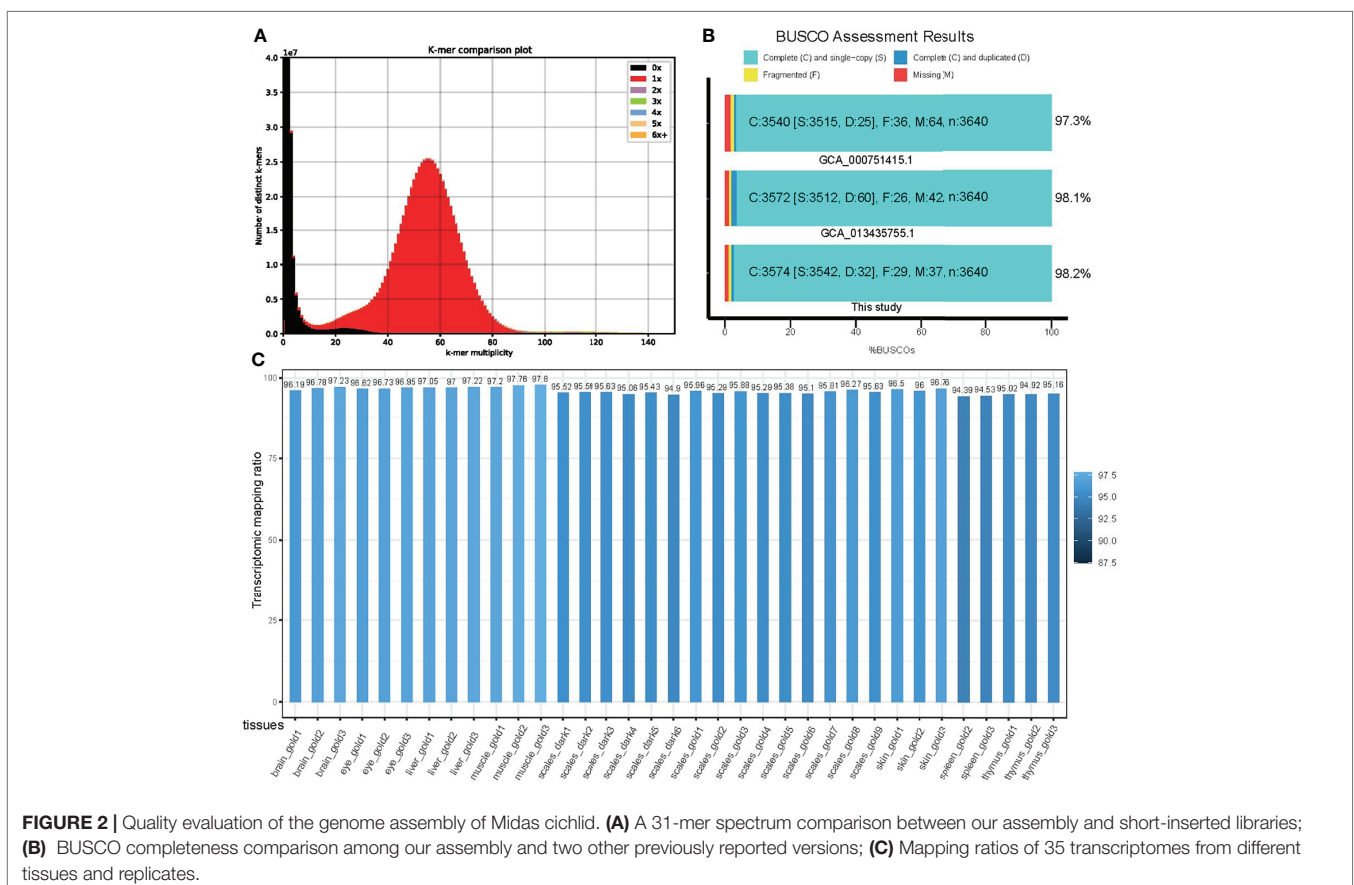 A
K-mer comparison plot
1e7
4.0
3.5
3.0
2.5
2.0
1.5
1.0
0.5
0.0
Number of distinct k-mers
0x
1x
2x
3x
4x
5x
6x+
0 20 40 60 80 100 120 140
k-mer multiplicity
B
BUSCO Assessment Results
Complete (C) and single-copy (S) Complete (C) and duplicated (D)
Fragmented (F) Missing (M)
C:3540 [S:3515, D:25], F:36, M:64, n:3640 97.3%
GCA_000751415.1
C:3572 [S:3512, D:60], F:26, M:42, n:3640 98.1%
GCA_013435755.1
C:3574 [S:3542, D:32], F:29, M:37, n:3640 98.2%
This study
0 20 40 60 80 100
%BUSCOs
C
100
75
50
25
0
Transcriptomic mapping ratio
96.19 96.78 97.23 96.62 96.73 96.95 97.05 97 97.22 97.2 97.76 97.8 95.52 95.63 95.06 95.43 94.9 95.96 95.29 95.88 95.29 95.38 95.1 95.81 96.27 95.63 96.5 96 96.76 94.39 94.53 95.02 94.92 95.16
97.5
95.0
92.5
90.0
87.5
tissues
brain_gold1
brain_gold2
brain_gold3
eye_gold1
eye_gold2
eye_gold3
liver_gold1
liver_gold2
liver_gold3
muscle_gold1
muscle_gold2
muscle_gold3
scales_dark1
scales_dark2
scales_dark3
scales_dark4
scales_dark5
scales_dark6
scales_gold1
scales_gold2
scales_gold3
scales_gold4
scales_gold5
scales_gold6
scales_gold7
scales_gold8
scales_gold9
skin_gold1
skin_gold2
skin_gold3
spleen_gold2
spleen_gold3
thymus_gold1
thymus_gold2
thymus_gold3
FIGURE 2 | Quality evaluation of the genome assembly of Midas cichlid. (A) A 31-mer spectrum comparison between our assembly and short-inserted libraries;
(B) BUSCO completeness comparison among our assembly and two other previously reported versions; (C) Mapping ratios of 35 transcriptomes from different
tissues and replicates.